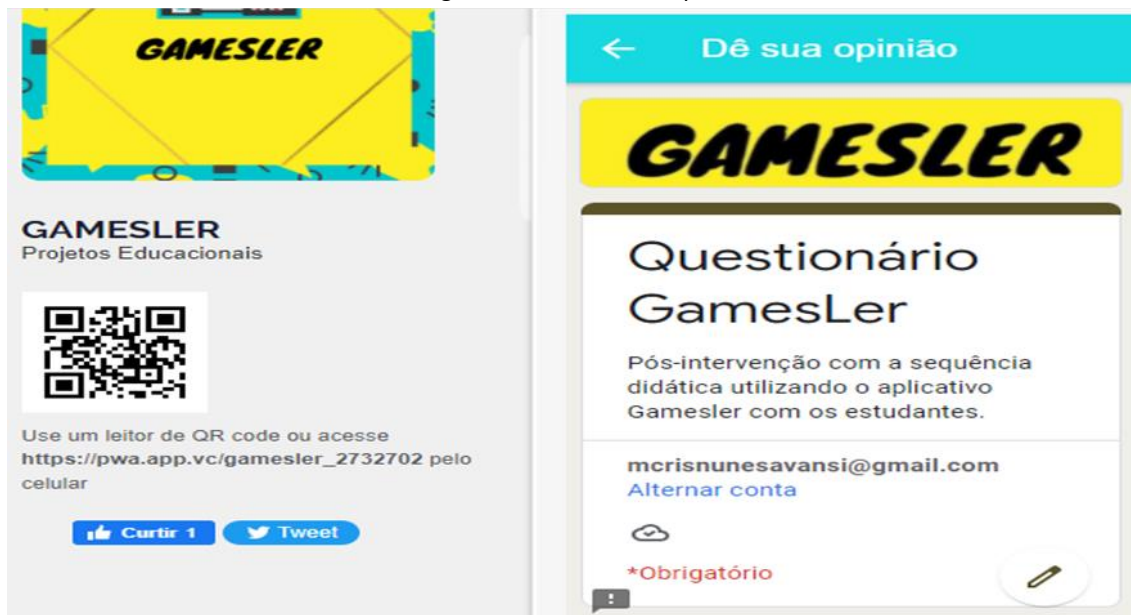 GAMESLER
GAMESLER
Projetos Educacionais
Use um leitor de QR code ou acesse
https://pwa.app.vc/gamesler_2732702 pelo
celular
Curtir 1
Tweet
Dê sua opinião
GAMESLER
Questionário
GamesLer
Pós-intervenção com a sequência
didática utilizando o aplicativo
Gamesler com os estudantes.
mcrisnunesavansi@gmail.com
Alternar conta
*Obrigatório